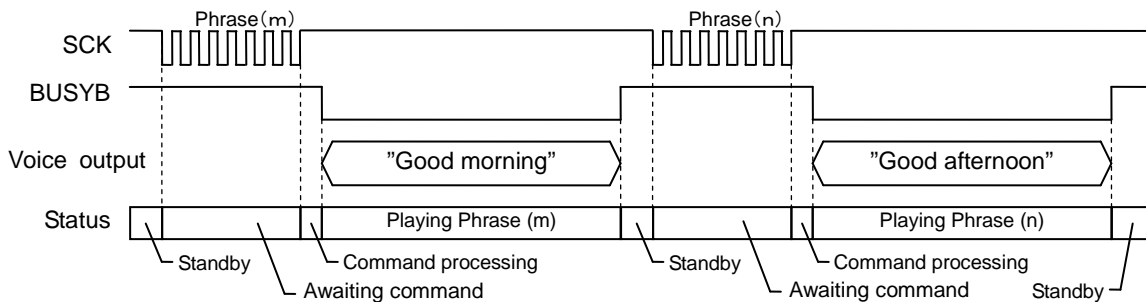 Phrase(m) Phrase(n)
SCK
BUSYB
Voice output "Good morning" "Good afternoon"
Status Playing Phrase (m) Playing Phrase (n)
Standby Command processing Standby Command processing
Awaiting command Awaiting command Standby